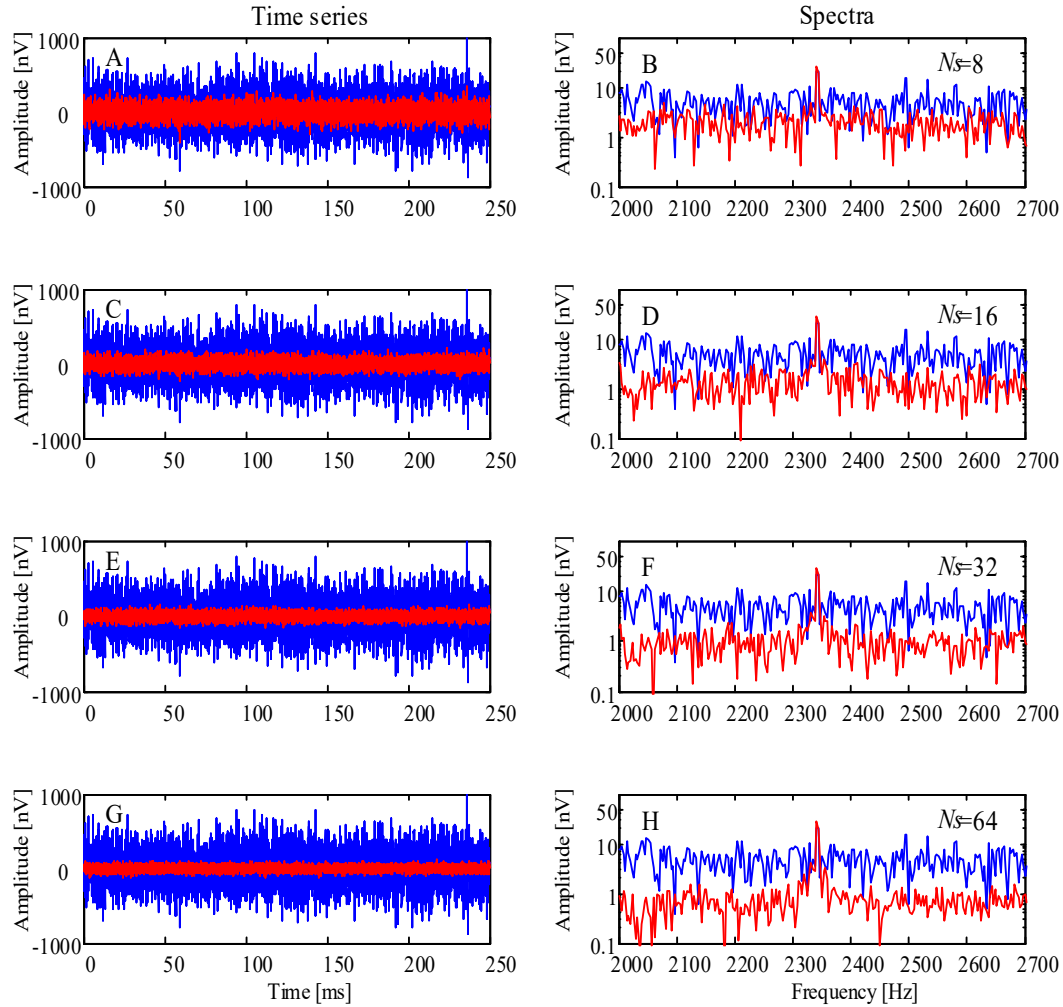 Time series
Spectra
Amplitude [nV]
1000
0
-1000
A
0 50 100 150 200 250
Amplitude [nV]
50
10
1
0.1
B
Ns=8
2000 2100 2200 2300 2400 2500 2600 2700
Amplitude [nV]
1000
0
-1000
C
0 50 100 150 200 250
Amplitude [nV]
50
10
1
0.1
D
Ns=16
2000 2100 2200 2300 2400 2500 2600 2700
Amplitude [nV]
1000
0
-1000
E
0 50 100 150 200 250
Amplitude [nV]
50
10
1
0.1
F
Ns=32
2000 2100 2200 2300 2400 2500 2600 2700
Amplitude [nV]
1000
0
-1000
G
0 50 100 150 200 250
Time [ms]
Amplitude [nV]
50
10
1
0.1
H
Ns=64
2000 2100 2200 2300 2400 2500 2600 2700
Frequency [Hz]